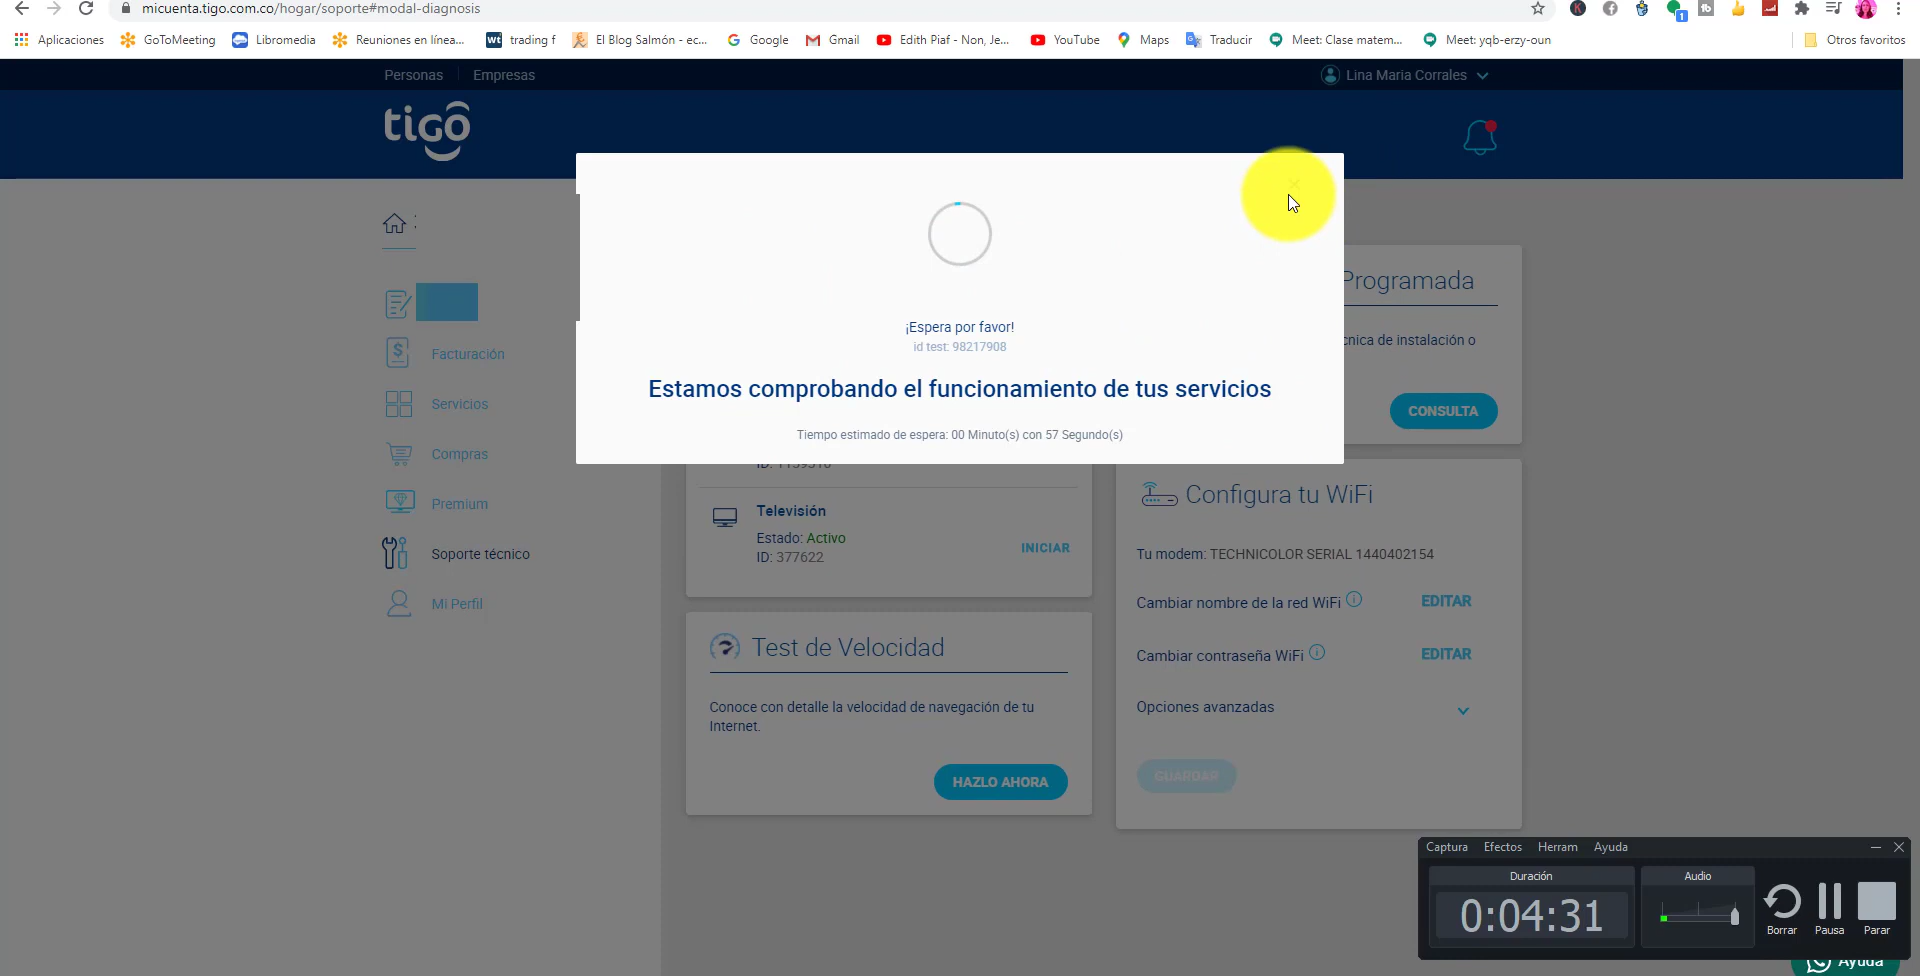 micuenta.tigo.com.co/hogar/soporte#modal-diagnosis
Aplicaciones
GoToMeeting
Libromedia
Reuniones en línea...
wt
trading f
El Blog Salmón - ec...
Google
Gmail
Edith Piaf - Non, Je...
YouTube
Maps
Traducir
Meet: Clase matem...
Meet: yqb-erzy-oun
Otros favoritos
Personas
Empresas
Lina Maria Corrales
tigo
¡Espera por favor!
id test: 98217908
Estamos comprobando el funcionamiento de tus servicios
Tiempo estimado de espera: 00 Minuto(s) con 57 Segundo(s)
Facturación
Servicios
Compras
Premium
Soporte técnico
Mi Perfil
Programada
cnica de instalación o
CONSULTA
Televisión
Estado: Activo
ID: 377622
INICIAR
Test de Velocidad
Conoce con detalle la velocidad de navegación de tu
Internet.
HAZLO AHORA
Configura tu WiFi
Tu modem: TECHNICOLOR SERIAL 1440402154
Cambiar nombre de la red WiFi
EDITAR
Cambiar contraseña WiFi
EDITAR
Opciones avanzadas
GUARDAR
Captura
Efectos
Herram
Ayuda
Duración
0:04:31
Audio
Borrar
Pausa
Parar
Ayuda